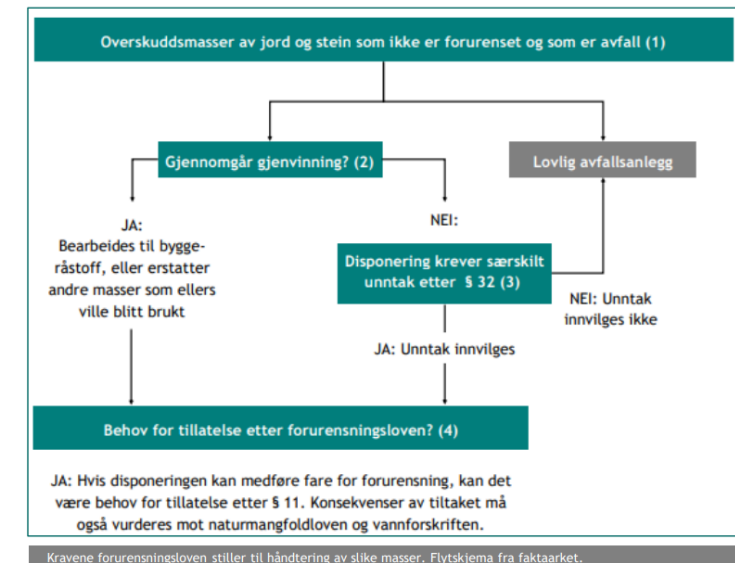 Overskuddsmasser av jord og stein som ikke er forurenset og som er avfall (1)
Gjennomgår gjenvinning? (2)
Lovlig avfallsanlegg
JA:
Bearbeides til bygge-
råstoff, eller erstatter
andre masser som ellers
ville blitt brukt
NEI:
Disponering krever særskilt
unntak etter § 32 (3)
NEI: Unntak
innvilges ikke
JA: Unntak innvilges
Behov for tillatelse etter forurensningsloven? (4)
JA: Hvis disponeringen kan medføre fare for forurensning, kan det
være behov for tillatelse etter § 11. Konsekvenser av tiltaket må
også vurderes mot naturmangfoldloven og vannforskriften.
Kravene forurensningsloven stiller til håndtering av slike masser. Flytskjema fra faktaarket.